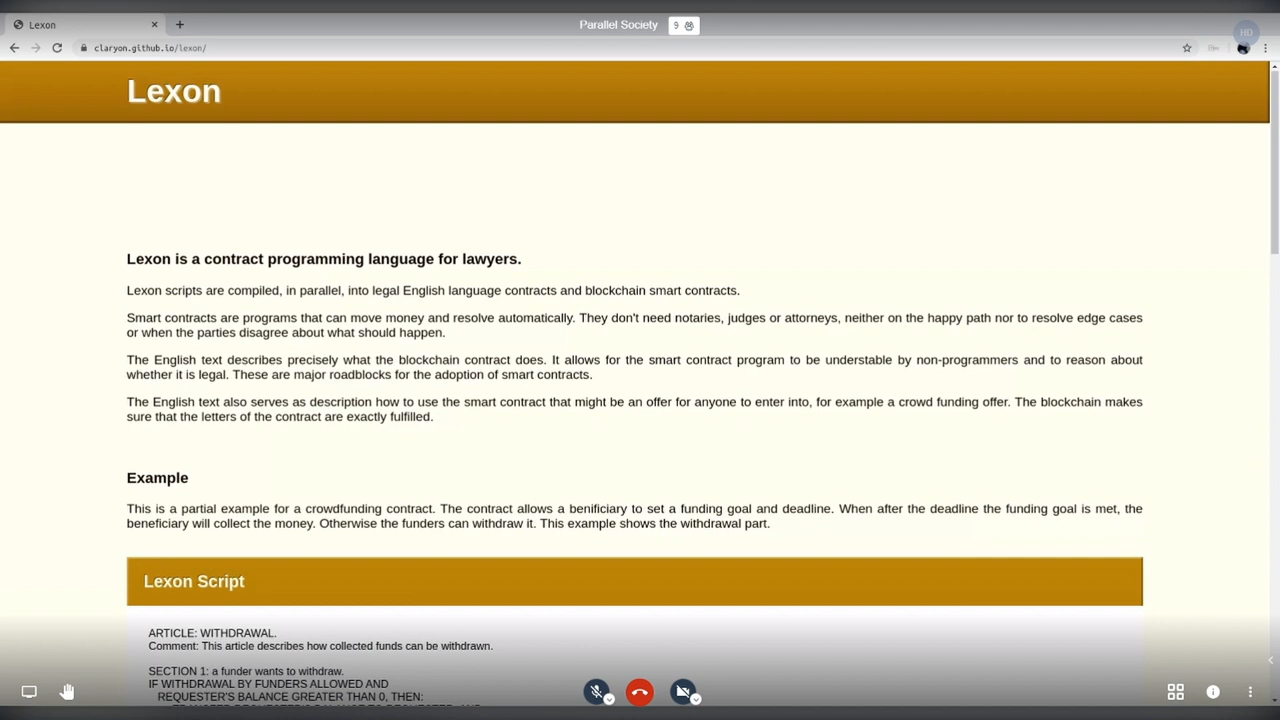 Lexon
Parallel Society 9
claryon.github.io/lexon/
HD
Lexon
Lexon is a contract programming language for lawyers.
Lexon scripts are compiled, in parallel, into legal English language contracts and blockchain smart contracts.
Smart contracts are programs that can move money and resolve automatically. They don't need notaries, judges or attorneys, neither on the happy path nor to resolve edge cases
or when the parties disagree about what should happen.
The English text describes precisely what the blockchain contract does. It allows for the smart contract program to be understable by non-programmers and to reason about
whether it is legal. These are major roadblocks for the adoption of smart contracts.
The English text also serves as description how to use the smart contract that might be an offer for anyone to enter into, for example a crowd funding offer. The blockchain makes
sure that the letters of the contract are exactly fulfilled.
Example
This is a partial example for a crowdfunding contract. The contract allows a benificiary to set a funding goal and deadline. When after the deadline the funding goal is met, the
beneficiary will collect the money. Otherwise the funders can withdraw it. This example shows the withdrawal part.
Lexon Script
ARTICLE: WITHDRAWAL.
Comment: This article describes how collected funds can be withdrawn.
SECTION 1: a funder wants to withdraw.
IF WITHDRAWAL BY FUNDERS ALLOWED AND
REQUESTER'S BALANCE GREATER THAN 0, THEN: